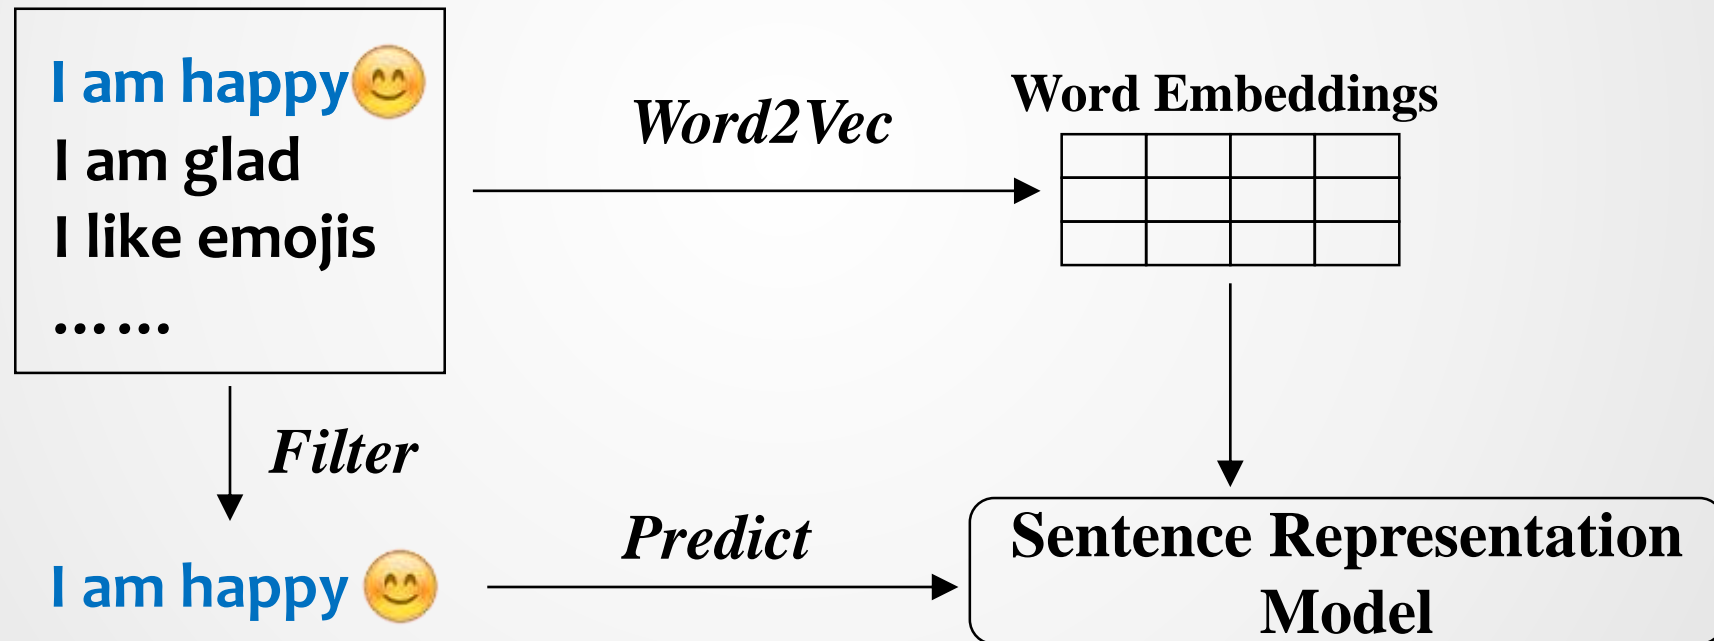 I am happy😊
I am glad
I like emojis
……
Word2Vec
Word Embeddings
Filter
I am happy 😊
Predict
Sentence Representation
Model